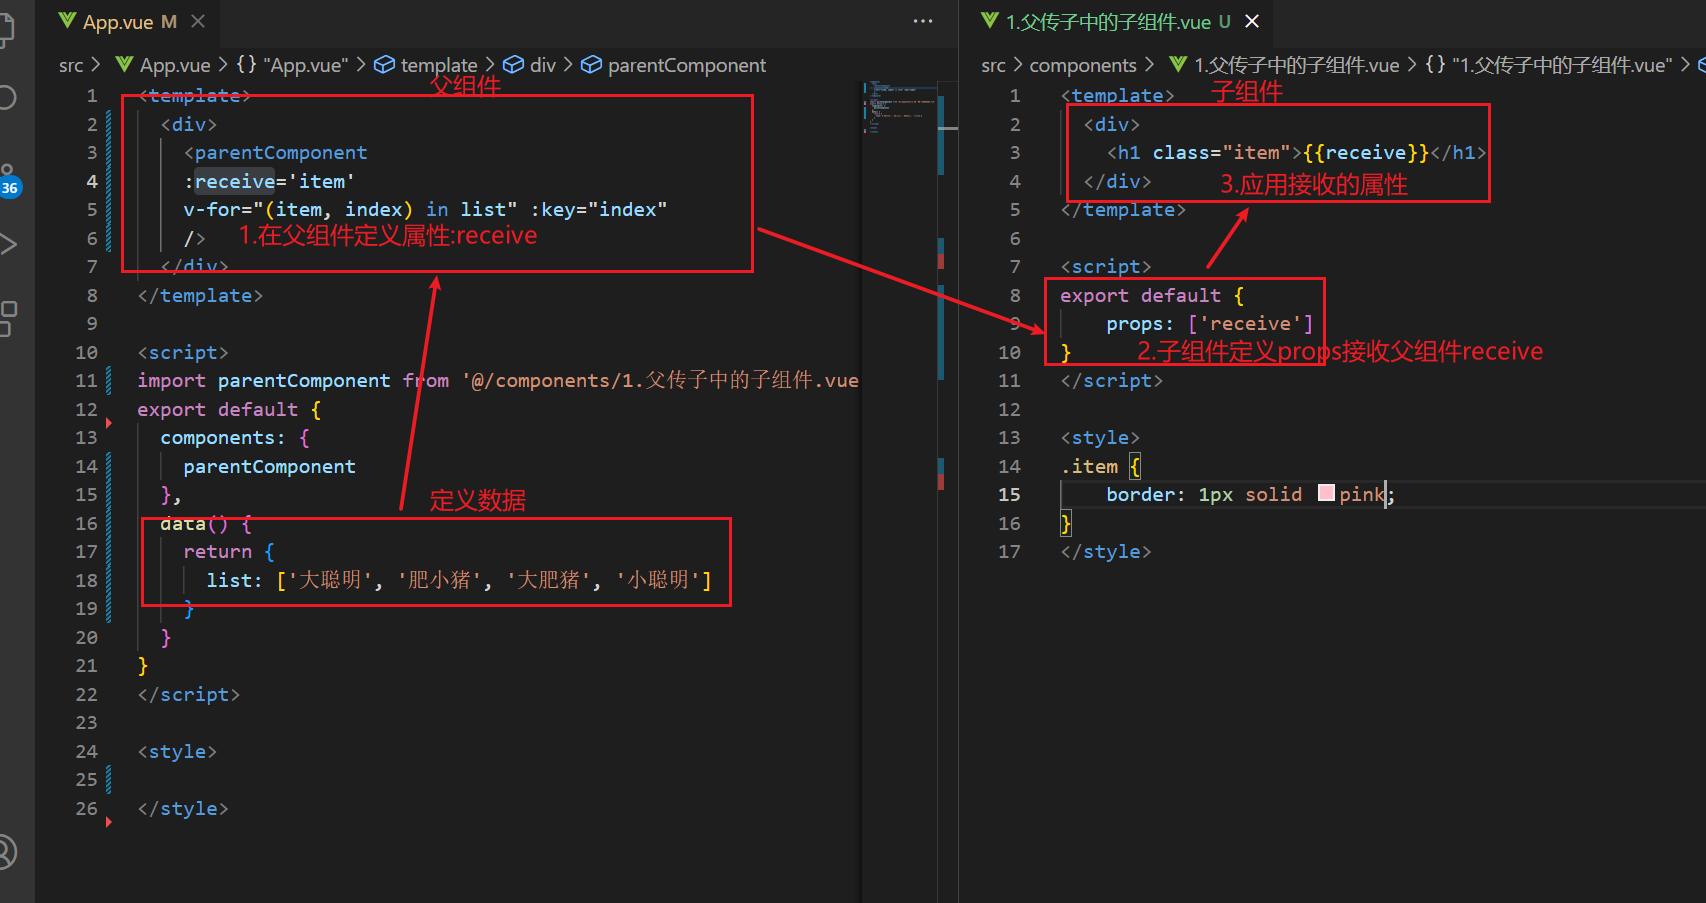 App.vue M
src > App.vue > {} "App.vue" > template > div > parentComponent
父组件
1 <template>
2 <div>
3 <parentComponent
4 :receive='item'
5 v-for="(item, index) in list" :key="index"
6 />
1.在父组件定义属性:receive
7 </div>
8 </template>
9
10 <script>
11 import parentComponent from '@/components/1.父传子中的子组件.vue
12 export default {
13 components: {
14 parentComponent
15 },
定义数据
16 data() {
17 return {
18 list: ['大聪明', '肥小猪', '大肥猪', '小聪明']
19 }
20 }
21 }
22 </script>
23
24 <style>
25
26 </style>
36
1.父传子中的子组件.vue U
src > components > 1.父传子中的子组件.vue > {} "1.父传子中的子组件.vue" >
子组件
1 <template>
2 <div>
3 <h1 class="item">{{receive}}</h1>
4 </div>
3.应用接收的属性
5 </template>
6
7 <script>
8 export default {
9 props: ['receive']
10 }
2.子组件定义props接收父组件receive
11 </script>
12
13 <style>
14 .item {
15 border: 1px solid pink;
16 }
17 </style>